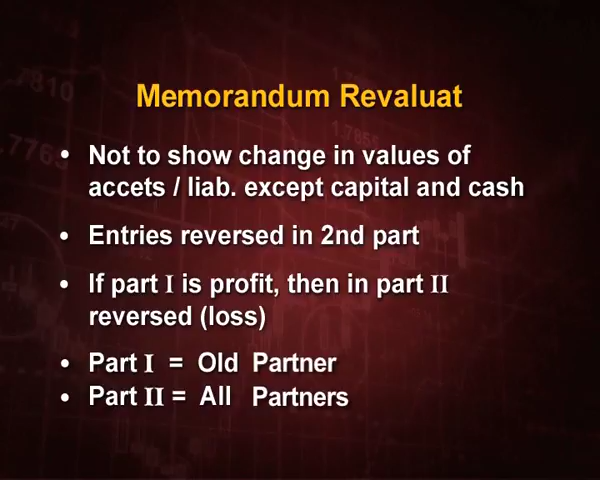 Memorandum Revaluat
• Not to show change in values of
accets / liab. except capital and cash
• Entries reversed in 2nd part
• If part I is profit, then in part II
reversed (loss)
• Part I = Old Partner
• Part II = All Partners